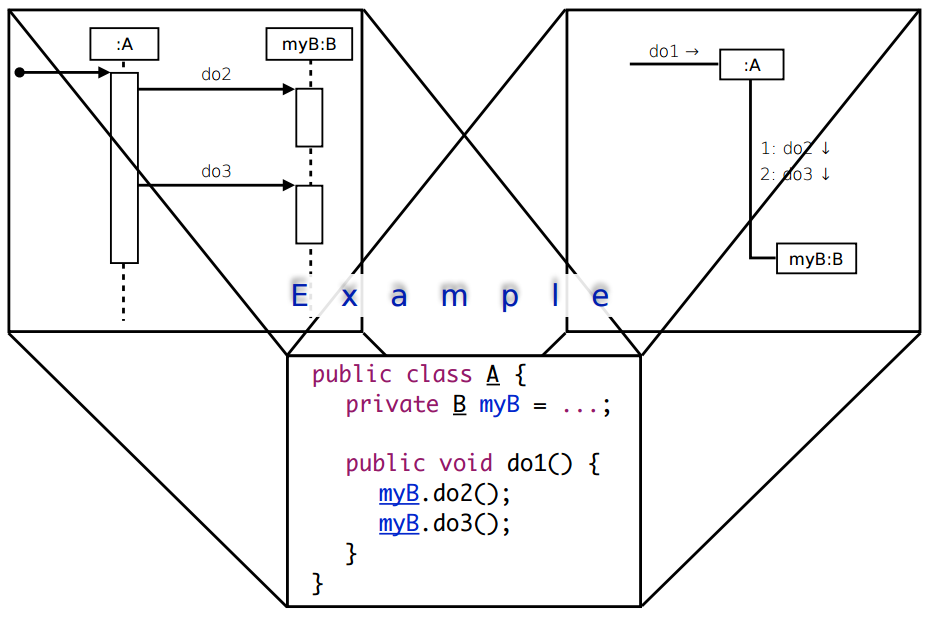 :A
myB:B
do2
do3
do1 →
:A
1: do2 ↓
2: do3 ↓
myB:B
E x a m p l e
public class A {
private B myB = ...;
public void do1() {
myB.do2();
myB.do3();
}
}